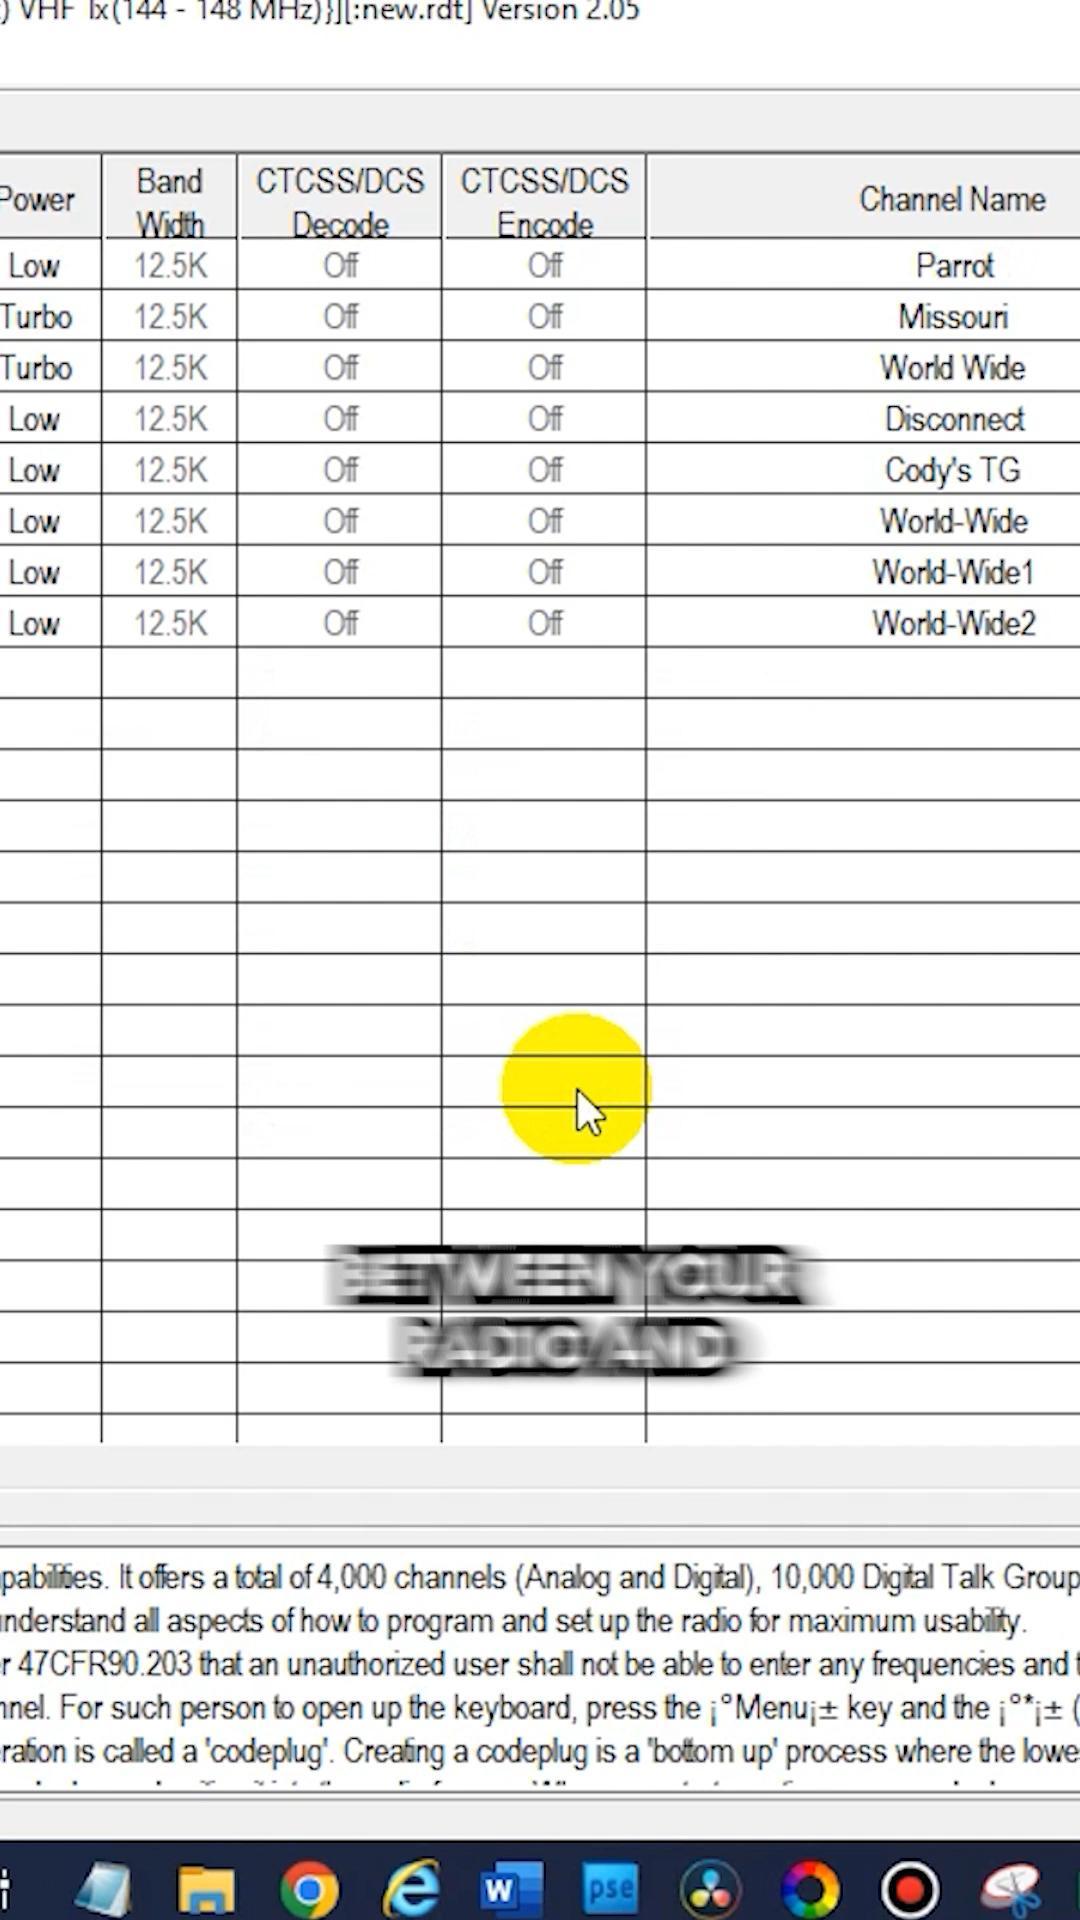 VHF Tx(144 - 148 MHz)}][:new.rdt] Version 2.05
Power Band Width CTCSS/DCS Decode CTCSS/DCS Encode Channel Name
Low 12.5K Off Off Parrot
Turbo 12.5K Off Off Missouri
Turbo 12.5K Off Off World Wide
Low 12.5K Off Off Disconnect
Low 12.5K Off Off Cody's TG
Low 12.5K Off Off World-Wide
Low 12.5K Off Off World-Wide1
Low 12.5K Off Off World-Wide2
BETWEEN YOUR
RADIO AND
pabilities. It offers a total of 4,000 channels (Analog and Digital), 10,000 Digital Talk Group
understand all aspects of how to program and set up the radio for maximum usability.
r 47CFR90.203 that an unauthorized user shall not be able to enter any frequencies and t
nnel. For such person to open up the keyboard, press the ¡°Menu¡± key and the ¡°*¡± (
ration is called a 'codeplug'. Creating a codeplug is a 'bottom up' process where the lowe
W
pse